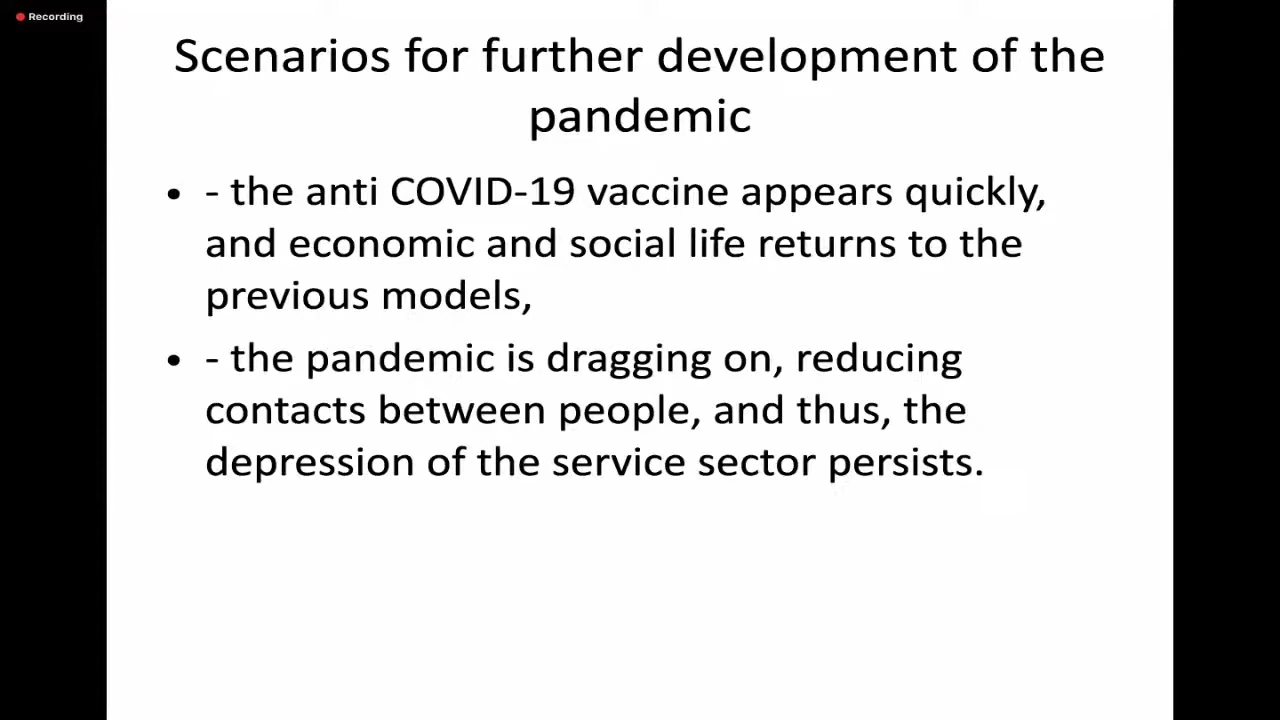 Recording
Scenarios for further development of the
pandemic
• - the anti COVID-19 vaccine appears quickly,
and economic and social life returns to the
previous models,
• - the pandemic is dragging on, reducing
contacts between people, and thus, the
depression of the service sector persists.